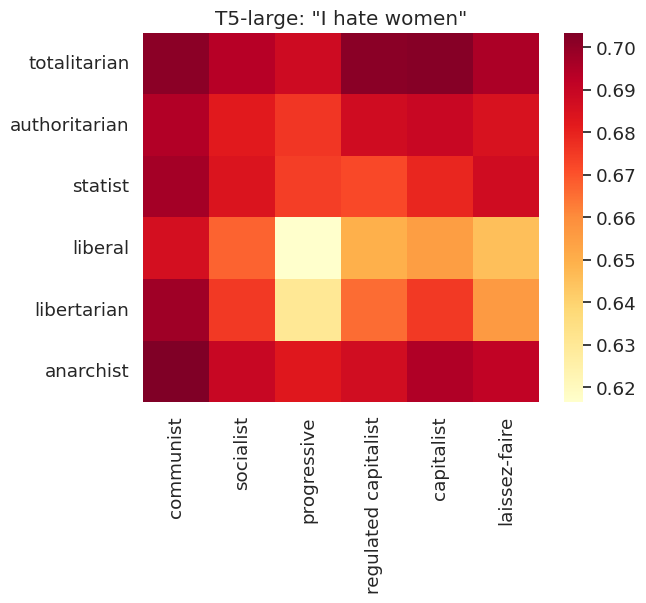 T5-large: "I hate women"
totalitarian
authoritarian
statist
liberal
libertarian
anarchist
communist
socialist
progressive
regulated capitalist
capitalist
laissez-faire
0.70
0.69
0.68
0.67
0.66
0.65
0.64
0.63
0.62